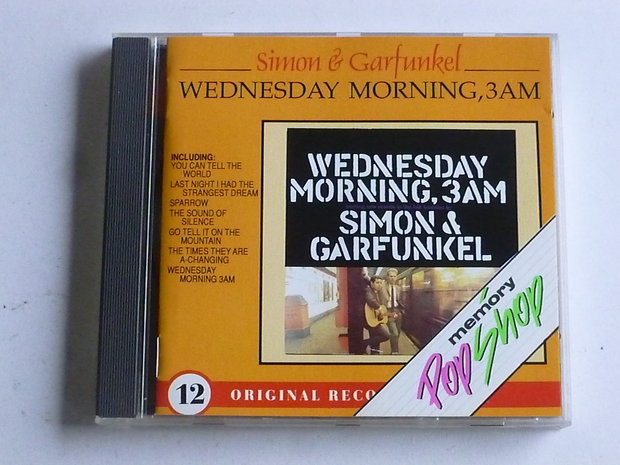 Simon & Garfunkel
WEDNESDAY MORNING, 3AM
INCLUDING:
YOU CAN TELL THE
WORLD
LAST NIGHT I HAD THE
STRANGEST DREAM
SPARROW
THE SOUND OF
SILENCE
GO TELL IT ON THE
MOUNTAIN
THE TIMES THEY ARE
A-CHANGING
WEDNESDAY
MORNING 3AM
WEDNESDAY
MORNING, 3AM
SIMON &
GARFUNKEL
memory
Pop Shop
12 ORIGINAL RECO